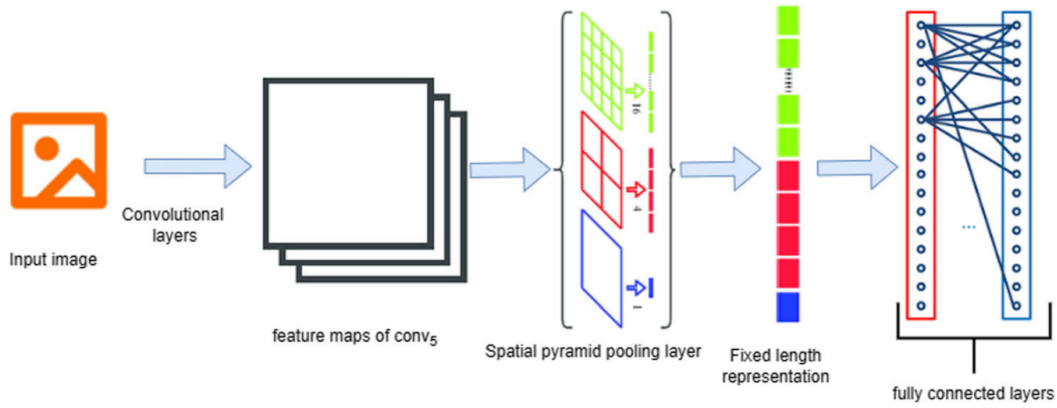 Input image
Convolutional
layers
feature maps of conv5
16
4
1
Spatial pyramid pooling layer
Fixed length
representation
...
fully connected layers